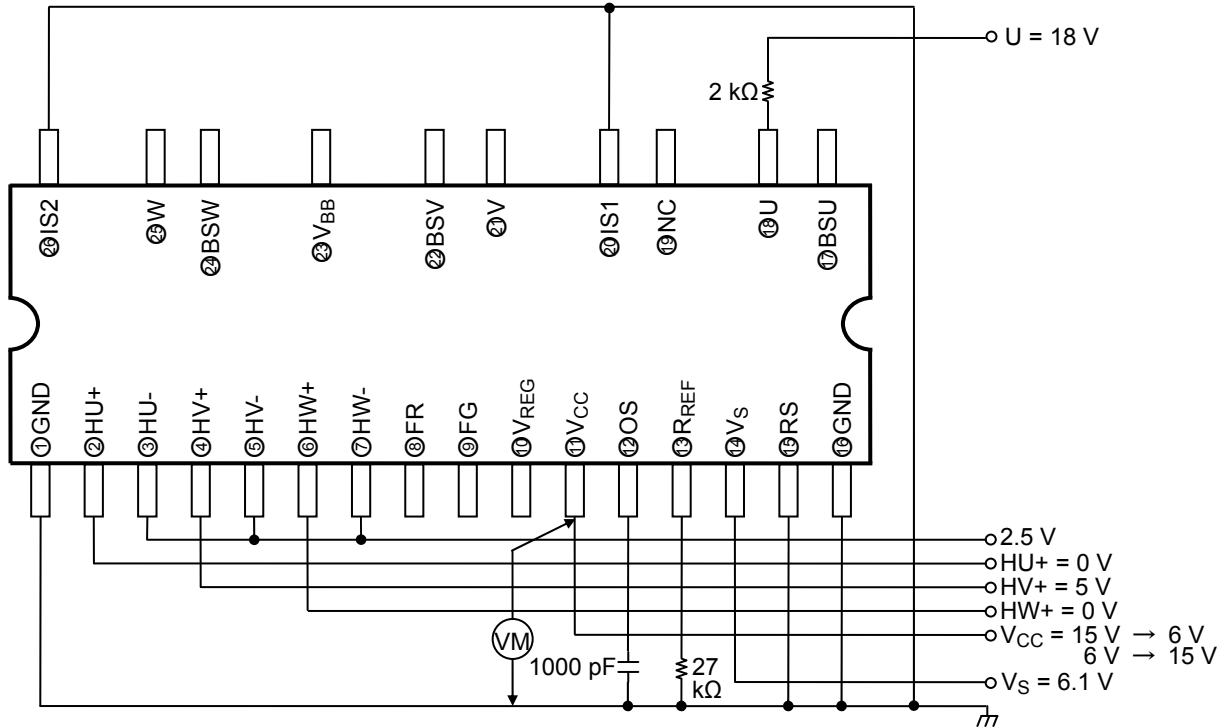 U = 18 V
2 kΩ
㉖IS2
㉕W
㉔BSW
㉓VBB
㉒BSV
㉑V
⑳IS1
⑲NC
⑱U
⑰BSU
①GND
②HU+
③HU-
④HV+
⑤HV-
⑥HW+
⑦HW-
⑧FR
⑨FG
⑩VREG
⑪VCC
⑫OS
⑬RREF
⑭VS
⑮RS
⑯GND
2.5 V
HU+ = 0 V
HV+ = 5 V
HW+ = 0 V
VM
VCC = 15 V → 6 V
6 V → 15 V
1000 pF
27
kΩ
VS = 6.1 V